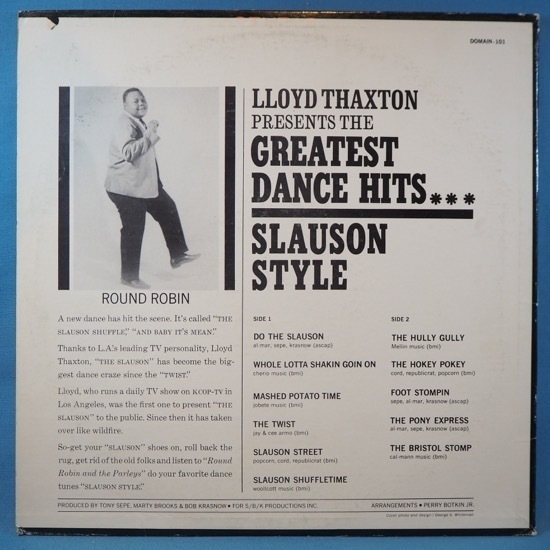 DOMAIN-101
LLOYD THAXTON
PRESENTS THE
GREATEST
DANCE HITS...
SLAUSON
STYLE
ROUND ROBIN
A new dance has hit the scene. It's called "THE
SLAUSON SHUFFLE," "AND BABY IT'S MEAN."
Thanks to L.A.'s leading TV personality, Lloyd
Thaxton, "THE SLAUSON" has become the big-
gest dance craze since the "TWIST."
Lloyd, who runs a daily TV show on KCOP-TV in
Los Angeles, was the first one to present "THE
SLAUSON" to the public. Since then it has taken
over like wildfire.
So-get your "SLAUSON" shoes on, roll back the
rug, get rid of the old folks and listen to "Round
Robin and the Parleys" do your favorite dance
tunes "SLAUSON STYLE."
SIDE 1
DO THE SLAUSON
al-mar, sepe, krasnow (ascap)
WHOLE LOTTA SHAKIN GOIN ON
cherio music (bmi)
MASHED POTATO TIME
jobete music (bmi)
THE TWIST
jay & cee armo (bmi)
SLAUSON STREET
popcorn, cord, republicrat (bmi)
SLAUSON SHUFFLETIME
woolfcott music (bmi)
SIDE 2
THE HULLY GULLY
Mellin music (bmi)
THE HOKEY POKEY
cord, republicrat, popcorn (bmi)
FOOT STOMPIN
sepe, al-mar, krasnow (ascap)
THE PONY EXPRESS
al-mar, sepe, krasnow (ascap)
THE BRISTOL STOMP
cal-mann music (bmi)
PRODUCED BY TONY SEPE, MARTY BROOKS & BOB KRASNOW • FOR S/B/K PRODUCTIONS INC.
ARRANGEMENTS • PERRY BOTKIN JR.
Cover photo and design / George S. Whiteman